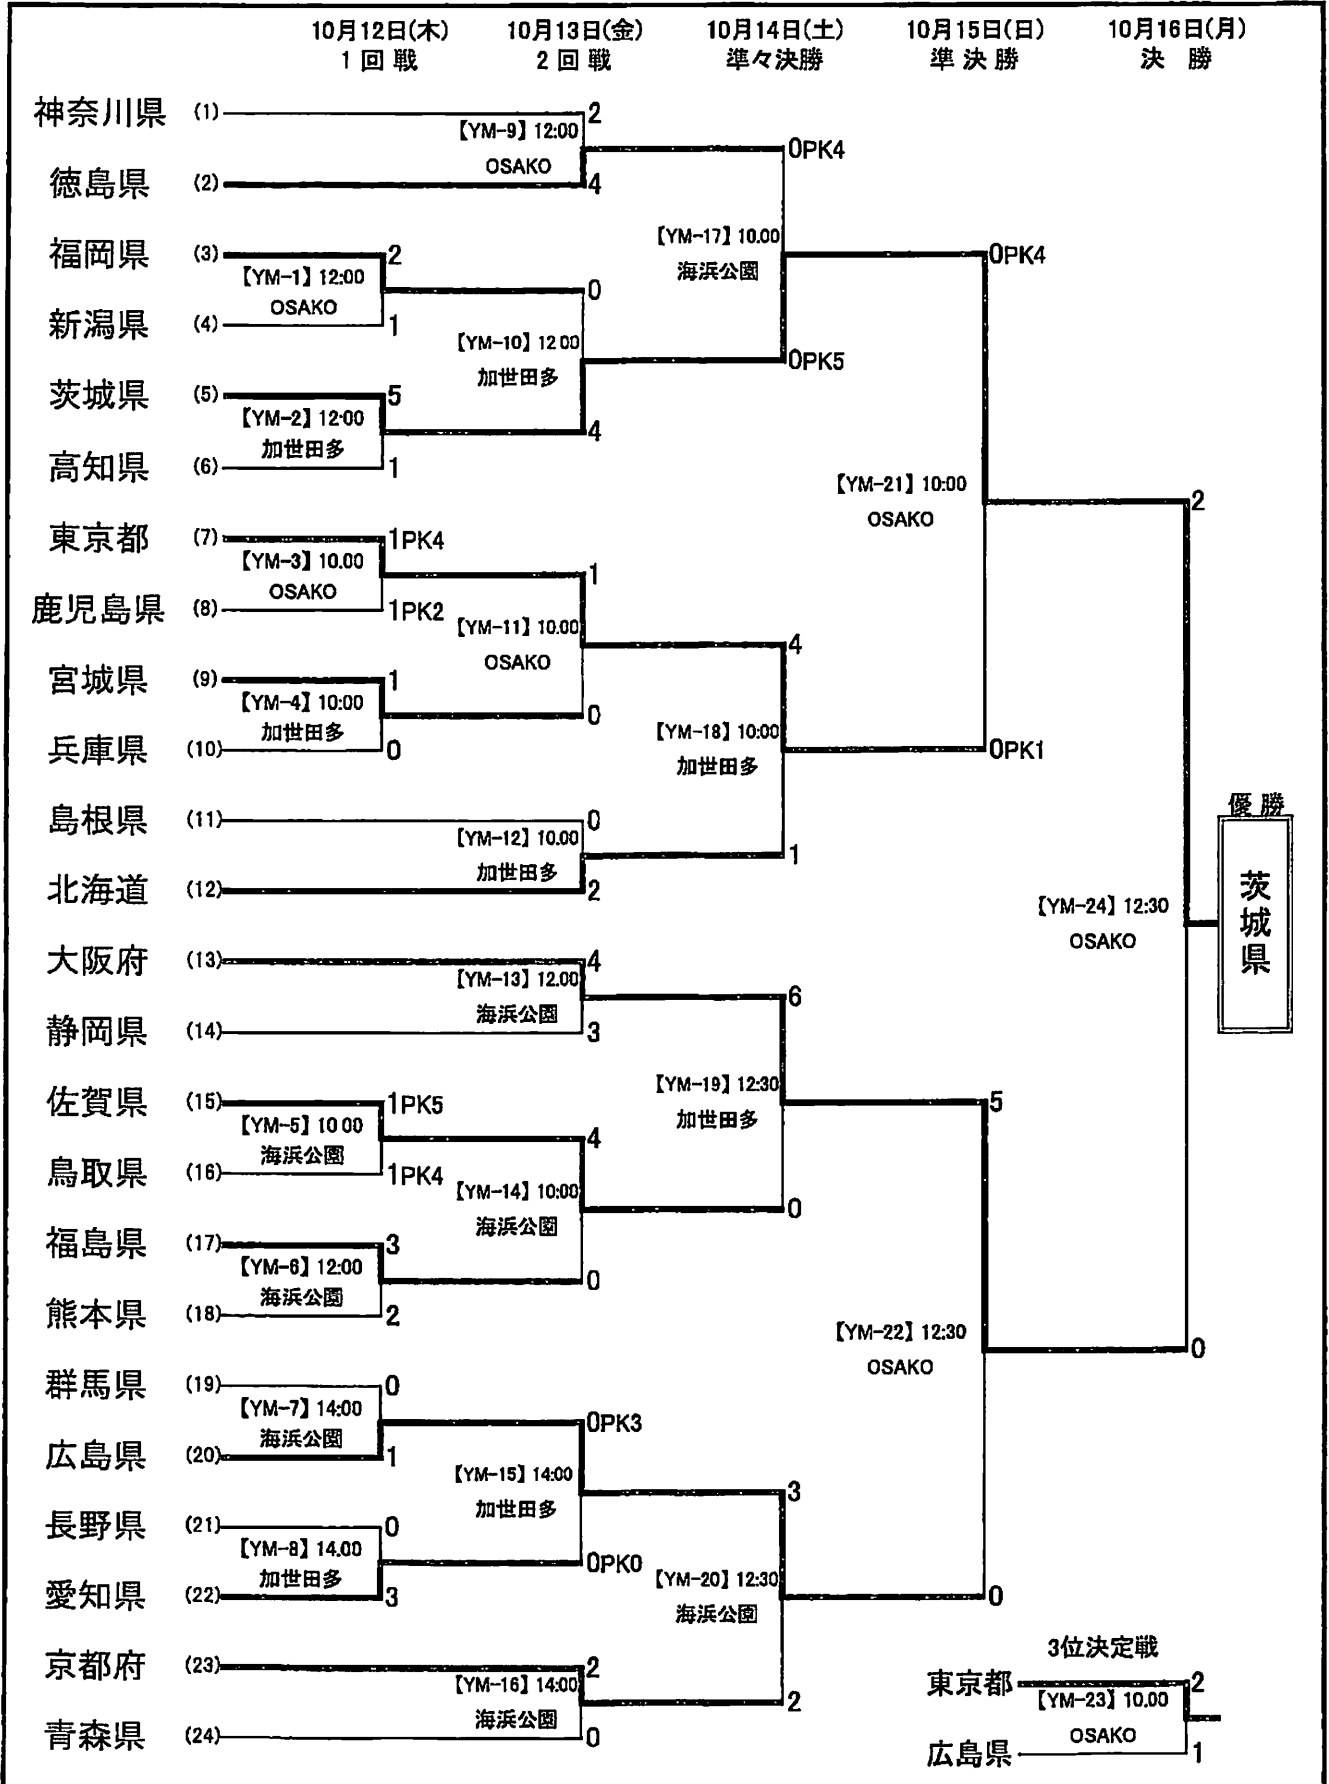 10月12日(木) 10月13日(金) 10月14日(土) 10月15日(日) 10月16日(月)
1回戦 2回戦 準々決勝 準決勝 決 勝
神奈川県 (1) 2
【YM-9】12:00
OSAKO
0PK4
徳島県 (2) 4
【YM-17】10.00
海浜公園
福岡県 (3) 2
【YM-1】12:00
OSAKO
0
0PK4
新潟県 (4) 1
【YM-10】12 00
加世田多
0PK5
茨城県 (5) 5
【YM-2】12:00
加世田多
4
高知県 (6) 1
【YM-21】10:00
OSAKO
2
東京都 (7) 1PK4
【YM-3】10.00
OSAKO
1
鹿児島県 (8) 1PK2
【YM-11】10.00
OSAKO
4
宮城県 (9) 1
【YM-4】10:00
加世田多
0
兵庫県 (10) 0
【YM-18】10:00
加世田多
0PK1
島根県 (11) 0
【YM-12】10.00
加世田多
1
北海道 (12) 2
優勝
茨城県
【YM-24】12:30
OSAKO
大阪府 (13) 4
【YM-13】12.00
海浜公園
6
静岡県 (14) 3
【YM-19】12:30
加世田多
5
佐賀県 (15) 1PK5
【YM-5】10 00
海浜公園
4
鳥取県 (16) 1PK4
【YM-14】10:00
海浜公園
0
福島県 (17) 3
【YM-6】12:00
海浜公園
0
熊本県 (18) 2
【YM-22】12:30
OSAKO
0
群馬県 (19) 0
【YM-7】14:00
海浜公園
0PK3
広島県 (20) 1
【YM-15】14:00
加世田多
3
長野県 (21) 0
【YM-8】14.00
加世田多
0PK0
愛知県 (22) 3
【YM-20】12:30
海浜公園
0
京都府 (23) 2
【YM-16】14:00
海浜公園
2
青森県 (24) 0
3位決定戦
東京都 2
【YM-23】10.00
OSAKO
広島県 1